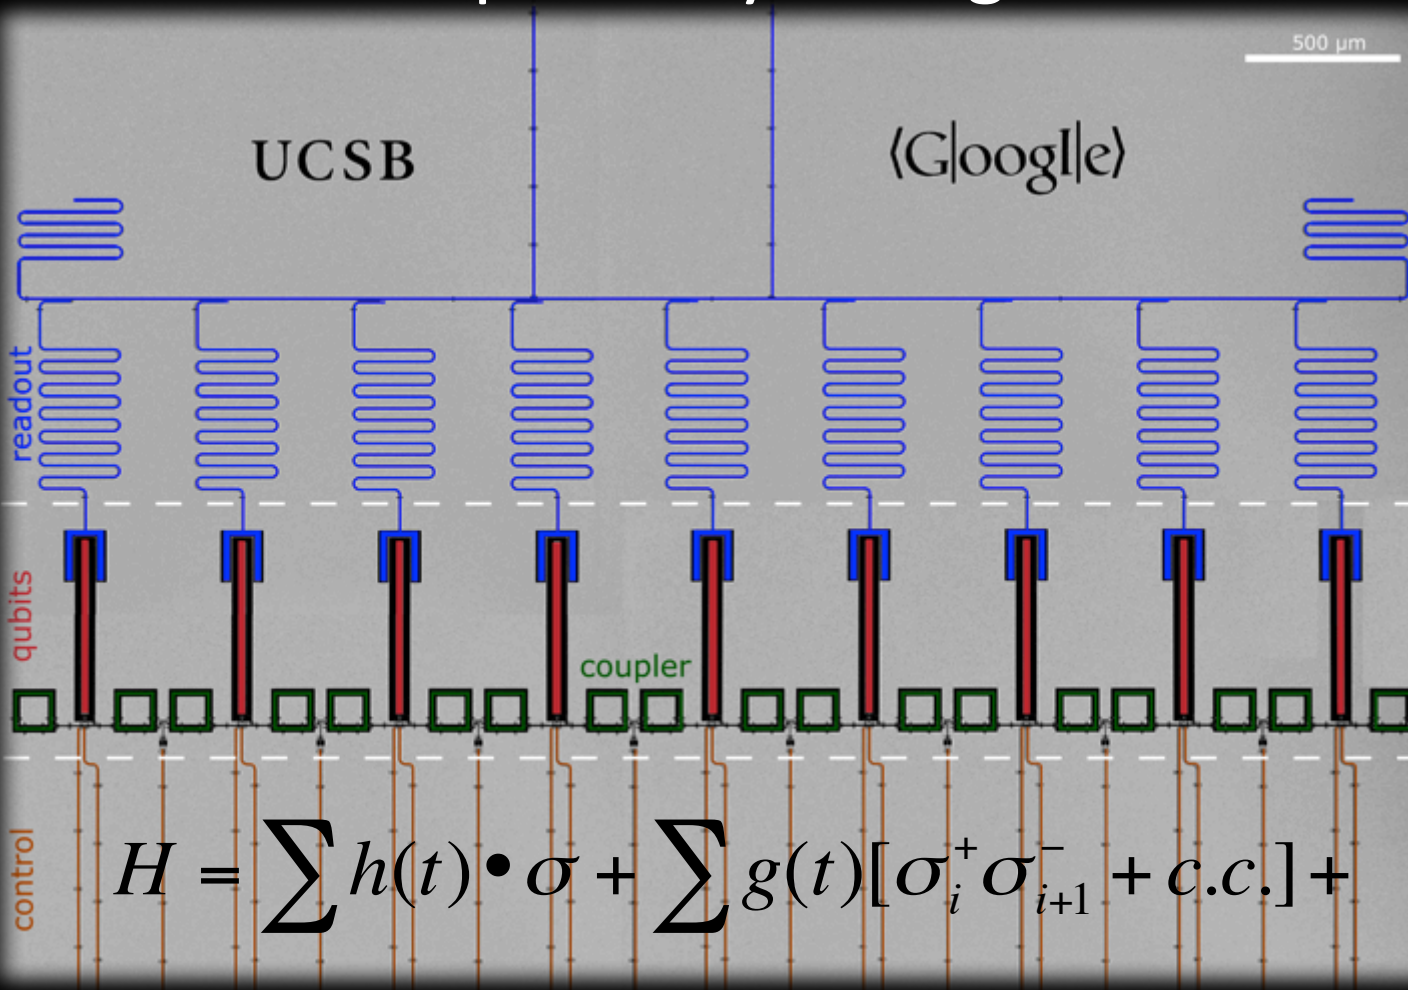 500 µm
UCSB
⟨G|oogl|e⟩
readout
qubits
coupler
control
H = ∑ h(t) • σ + ∑ g(t)[σ_i^+ σ_{i+1}^- + c.c.] +